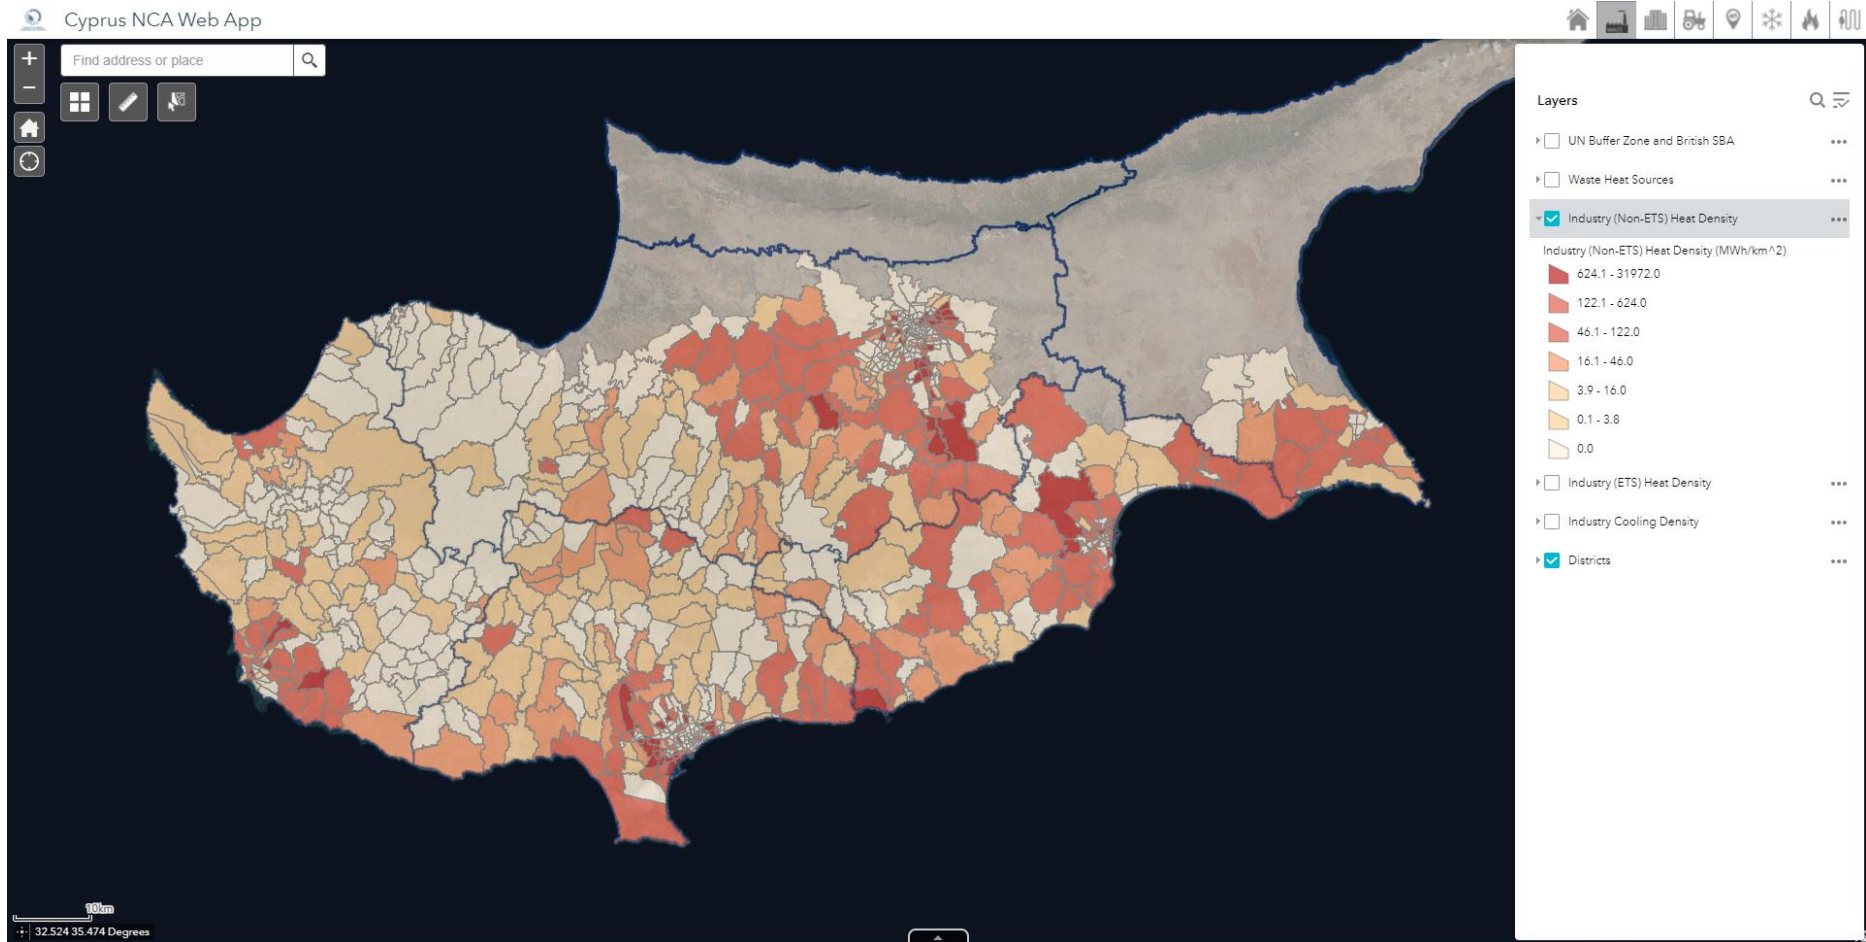 Cyprus NCA Web App
Find address or place
Layers
UN Buffer Zone and British SBA
Waste Heat Sources
Industry (Non-ETS) Heat Density
Industry (Non-ETS) Heat Density (MWh/km^2)
624.1 - 31972.0
122.1 - 624.0
46.1 - 122.0
16.1 - 46.0
3.9 - 16.0
0.1 - 3.8
0.0
Industry (ETS) Heat Density
Industry Cooling Density
Districts
10km
32.524 35.474 Degrees